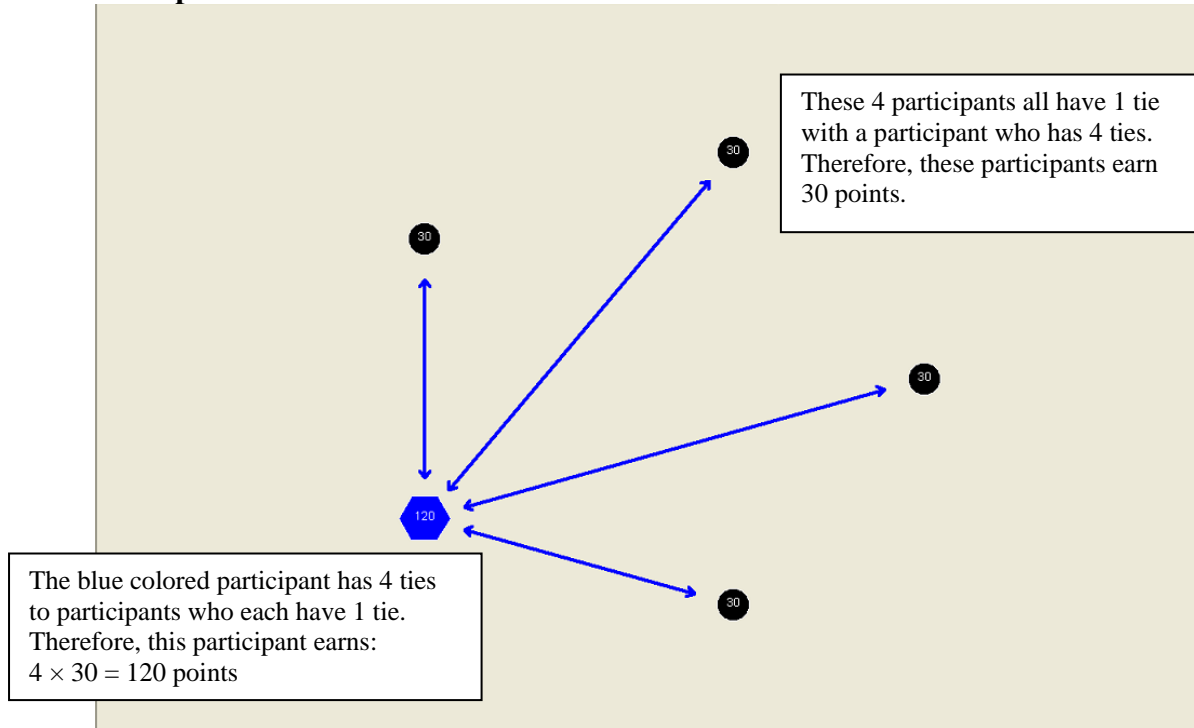 These 4 participants all have 1 tie
with a participant who has 4 ties.
Therefore, these participants earn
30 points.
30
30
30
120
30
The blue colored participant has 4 ties
to participants who each have 1 tie.
Therefore, this participant earns:
4 × 30 = 120 points